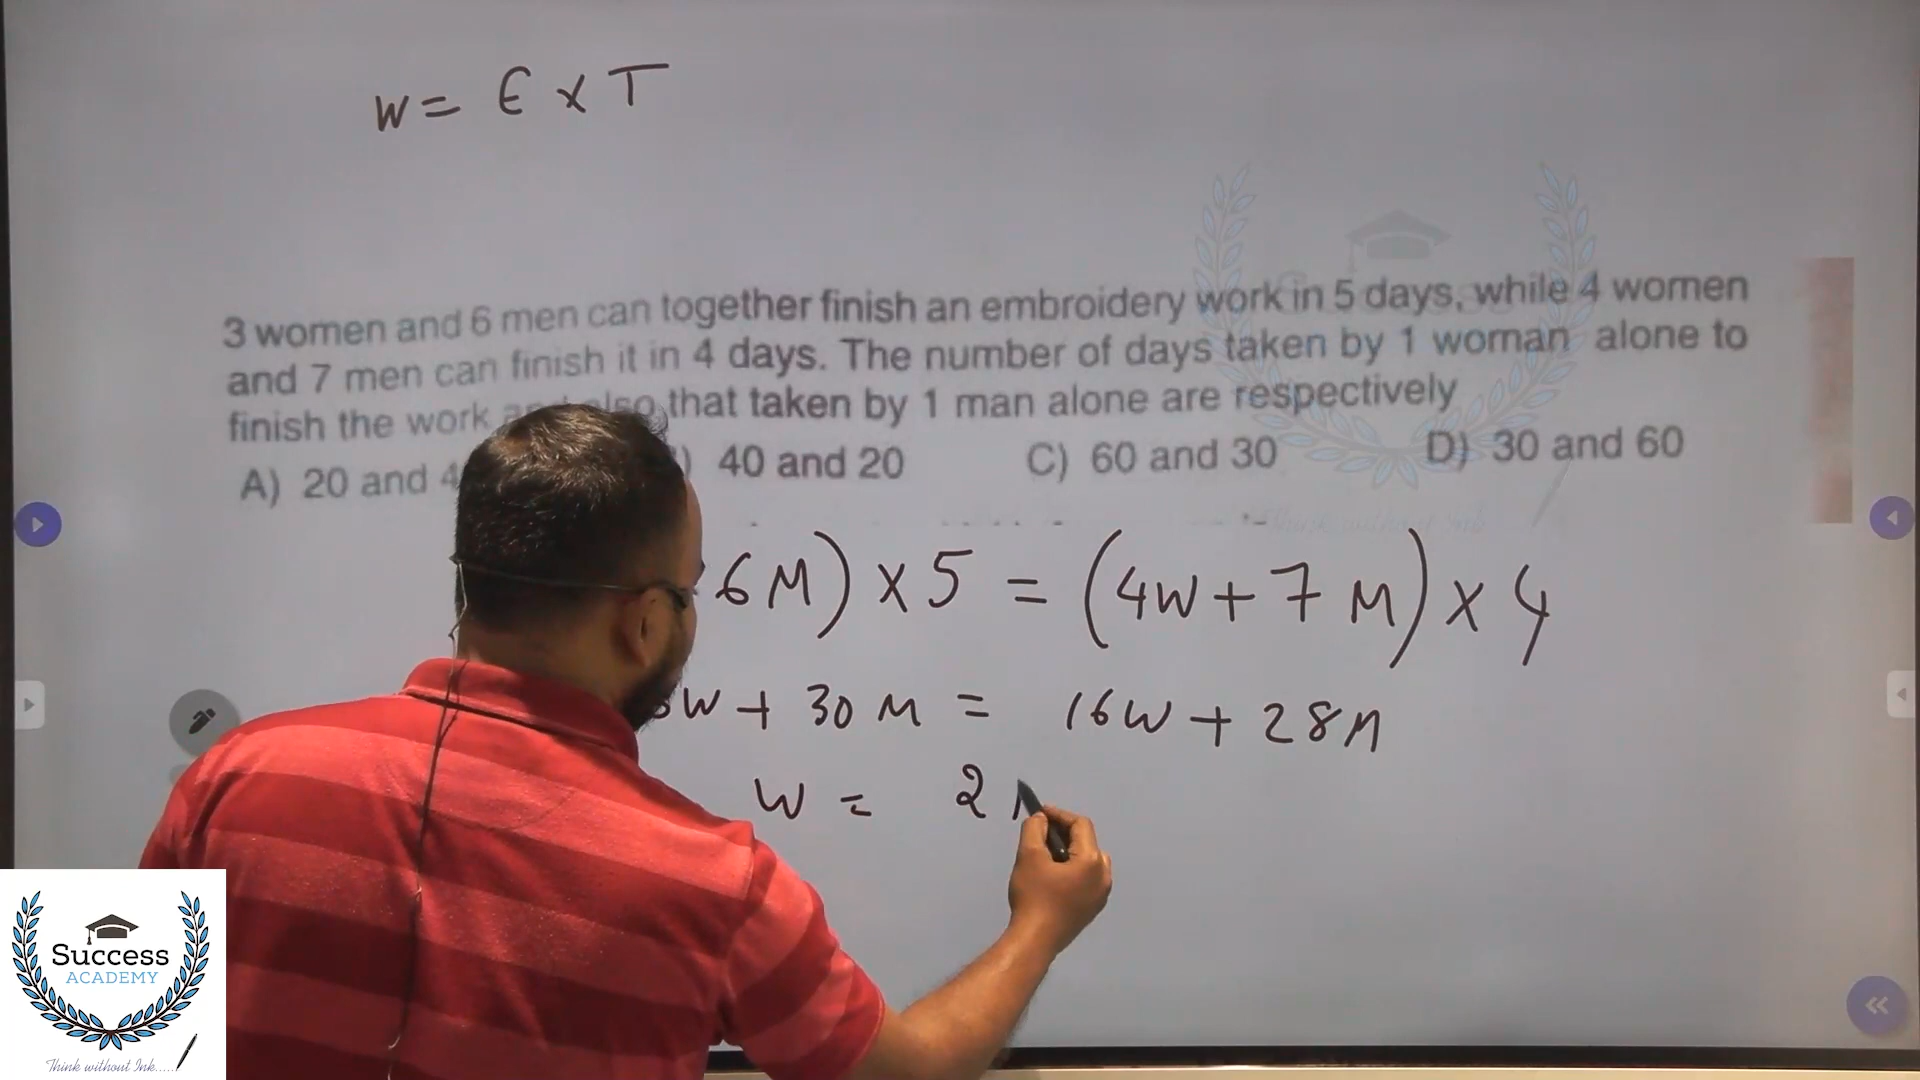 W = E × T
3 women and 6 men can together finish an embroidery work in 5 days, while 4 women
and 7 men can finish it in 4 days. The number of days taken by 1 woman alone to
finish the work also that taken by 1 man alone are respectively
A) 20 and 40 and 20 C) 60 and 30 D) 30 and 60
6M) × 5 = (4W + 7M) × 4
W + 30M = 16W + 28M
W = 2
Success
ACADEMY
Think without Ink.....